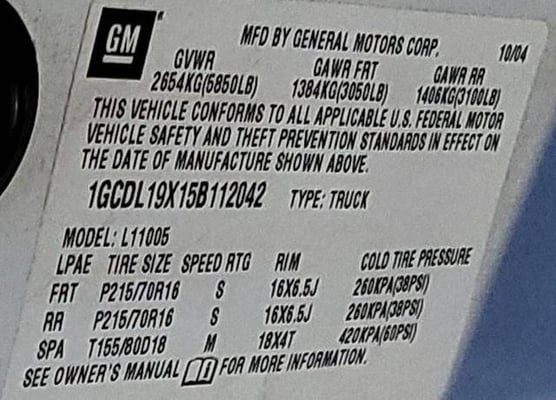 GM
MFD BY GENERAL MOTORS CORP. 10/04
GVWR GAWR FRT GAWR RR
2654KG(5850LB) 1384KG(3050LB) 1406KG(3100LB)
THIS VEHICLE CONFORMS TO ALL APPLICABLE U.S. FEDERAL MOTOR
VEHICLE SAFETY AND THEFT PREVENTION STANDARDS IN EFFECT ON
THE DATE OF MANUFACTURE SHOWN ABOVE.
1GCDL19X15B112042 TYPE: TRUCK
MODEL: L11005
LPAE TIRE SIZE SPEED RTG RIM COLD TIRE PRESSURE
FRT P215/70R16 S 16X6.5J 260KPA(38PSI)
RR P215/70R16 S 16X6.5J 260KPA(38PSI)
SPA T155/80D18 M 18X4T 420KPA(60PSI)
SEE OWNER'S MANUAL FOR MORE INFORMATION.